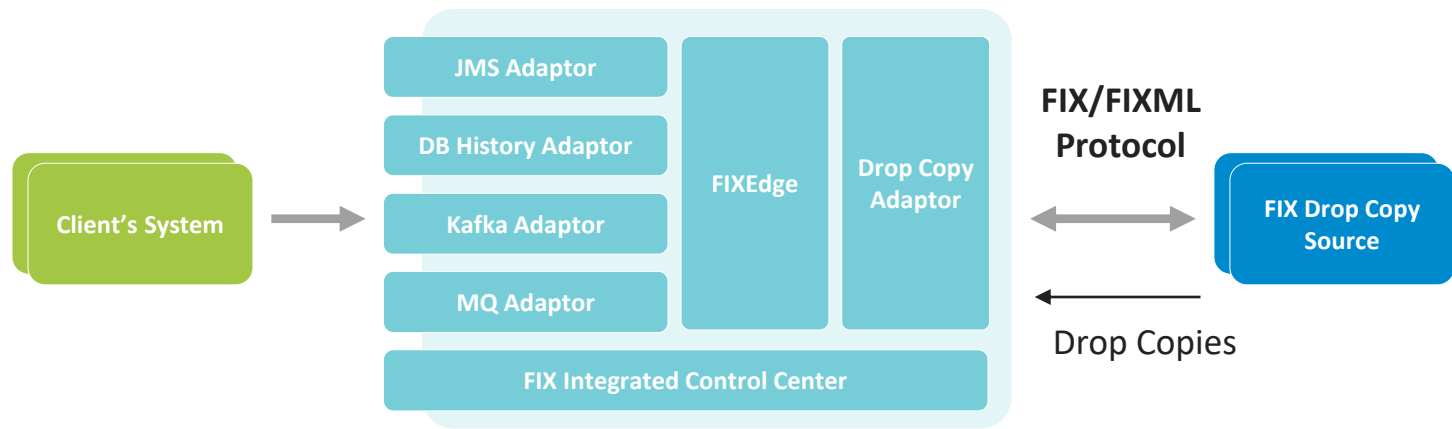 JMS Adaptor
DB History Adaptor
Kafka Adaptor
MQ Adaptor
FIXEdge
Drop Copy
Adaptor
FIX Integrated Control Center
Client’s System
FIX/FIXML
Protocol
FIX Drop Copy
Source
Drop Copies